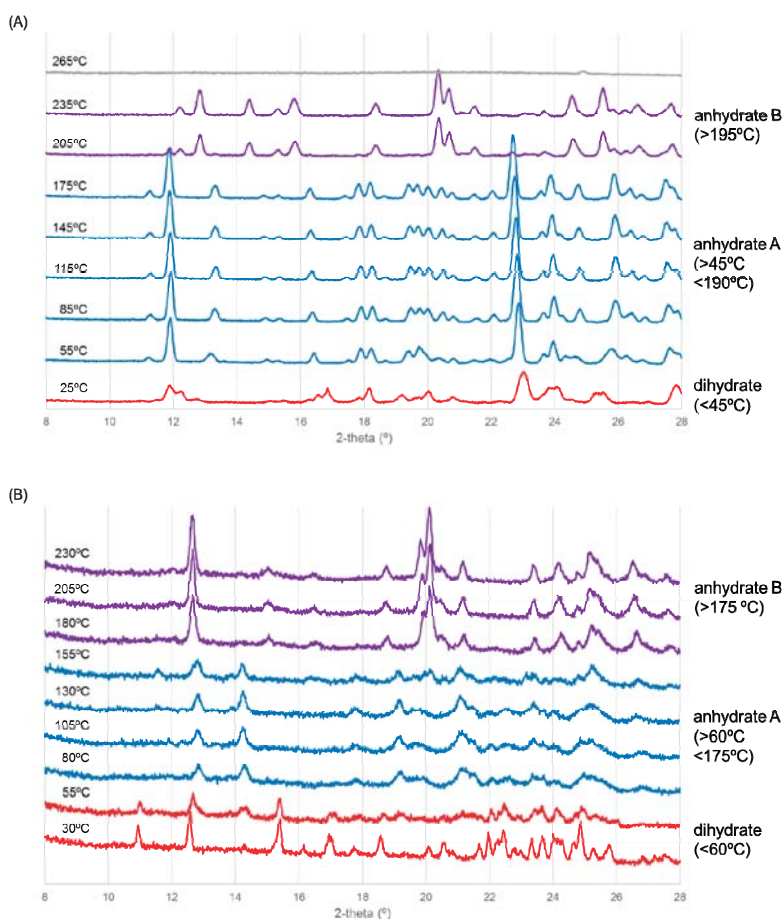 (A)
265ºC
235ºC
205ºC
175ºC
145ºC
115ºC
85ºC
55ºC
25ºC
anhydrate B
(>195ºC)
anhydrate A
(>45ºC
<190ºC)
dihydrate
(<45ºC)
8 10 12 14 16 18 20 22 24 26 28
2-theta (º)
(B)
230ºC
205ºC
180ºC
155ºC
130ºC
105ºC
80ºC
55ºC
30ºC
anhydrate B
(>175 ºC)
anhydrate A
(>60ºC
<175ºC)
dihydrate
(<60ºC)
8 10 12 14 16 18 20 22 24 26 28
2-theta (º)